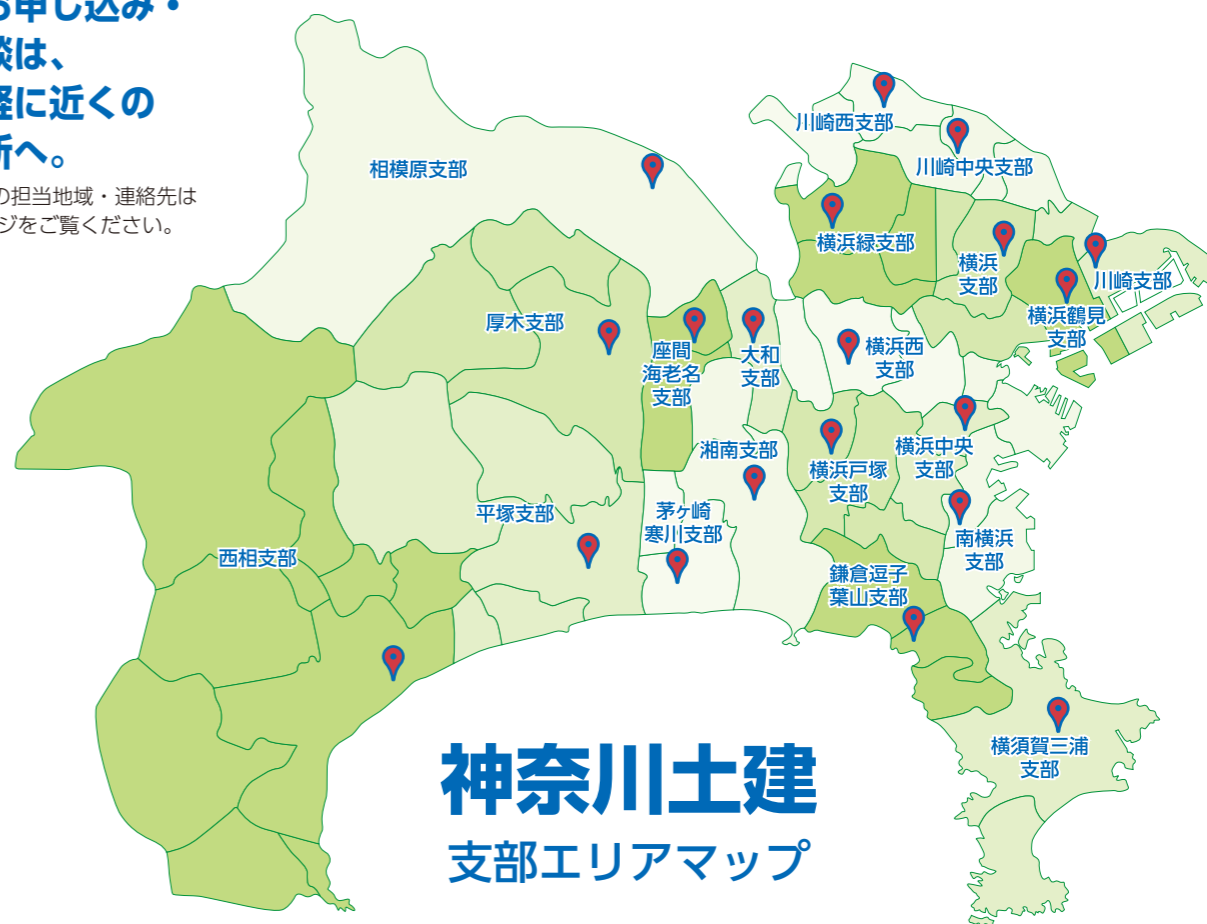 お申し込み・
談は、
軽に近くの
所へ。
の担当地域・連絡先は
ジをご覧ください。
川崎西支部
川崎中央支部
相模原支部
横浜緑支部
横浜
支部
川崎支部
横浜鶴見
支部
厚木支部
座間
海老名
支部
大和
支部
横浜西
支部
湘南支部
横浜戸塚
支部
横浜中央
支部
平塚支部
茅ヶ崎
寒川支部
南横浜
支部
西相支部
鎌倉逗子
葉山支部
横須賀三浦
支部
神奈川土建
支部エリアマップ